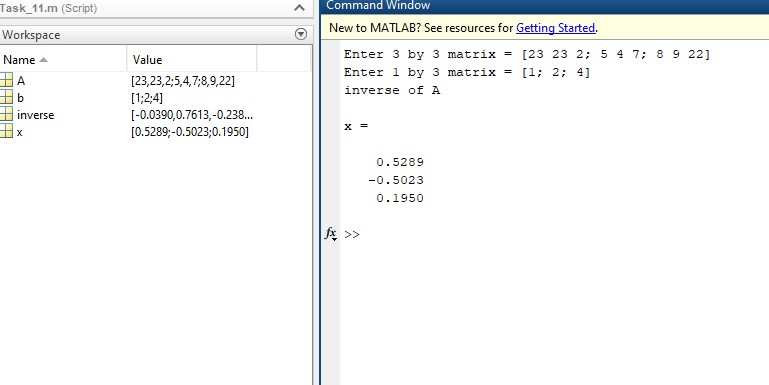 Task_11.m (Script)
Workspace
Name Value
A [23,23,2;5,4,7;8,9,22]
b [1;2;4]
inverse [-0.0390,0.7613,-0.238...
x [0.5289;-0.5023;0.1950]
Command Window
New to MATLAB? See resources for Getting Started.
Enter 3 by 3 matrix = [23 23 2; 5 4 7; 8 9 22]
Enter 1 by 3 matrix = [1; 2; 4]
inverse of A
x =
0.5289
-0.5023
0.1950
fx >>